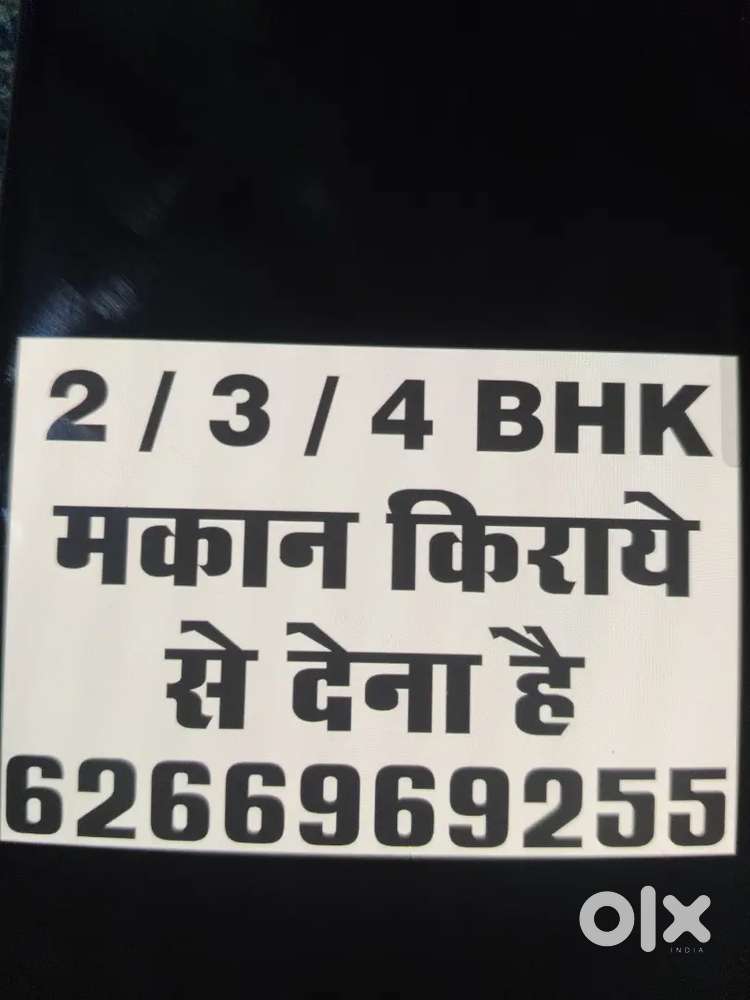 2 / 3 / 4 BHK
मकान किराये
से देना है
6266969255
olx
INDIA